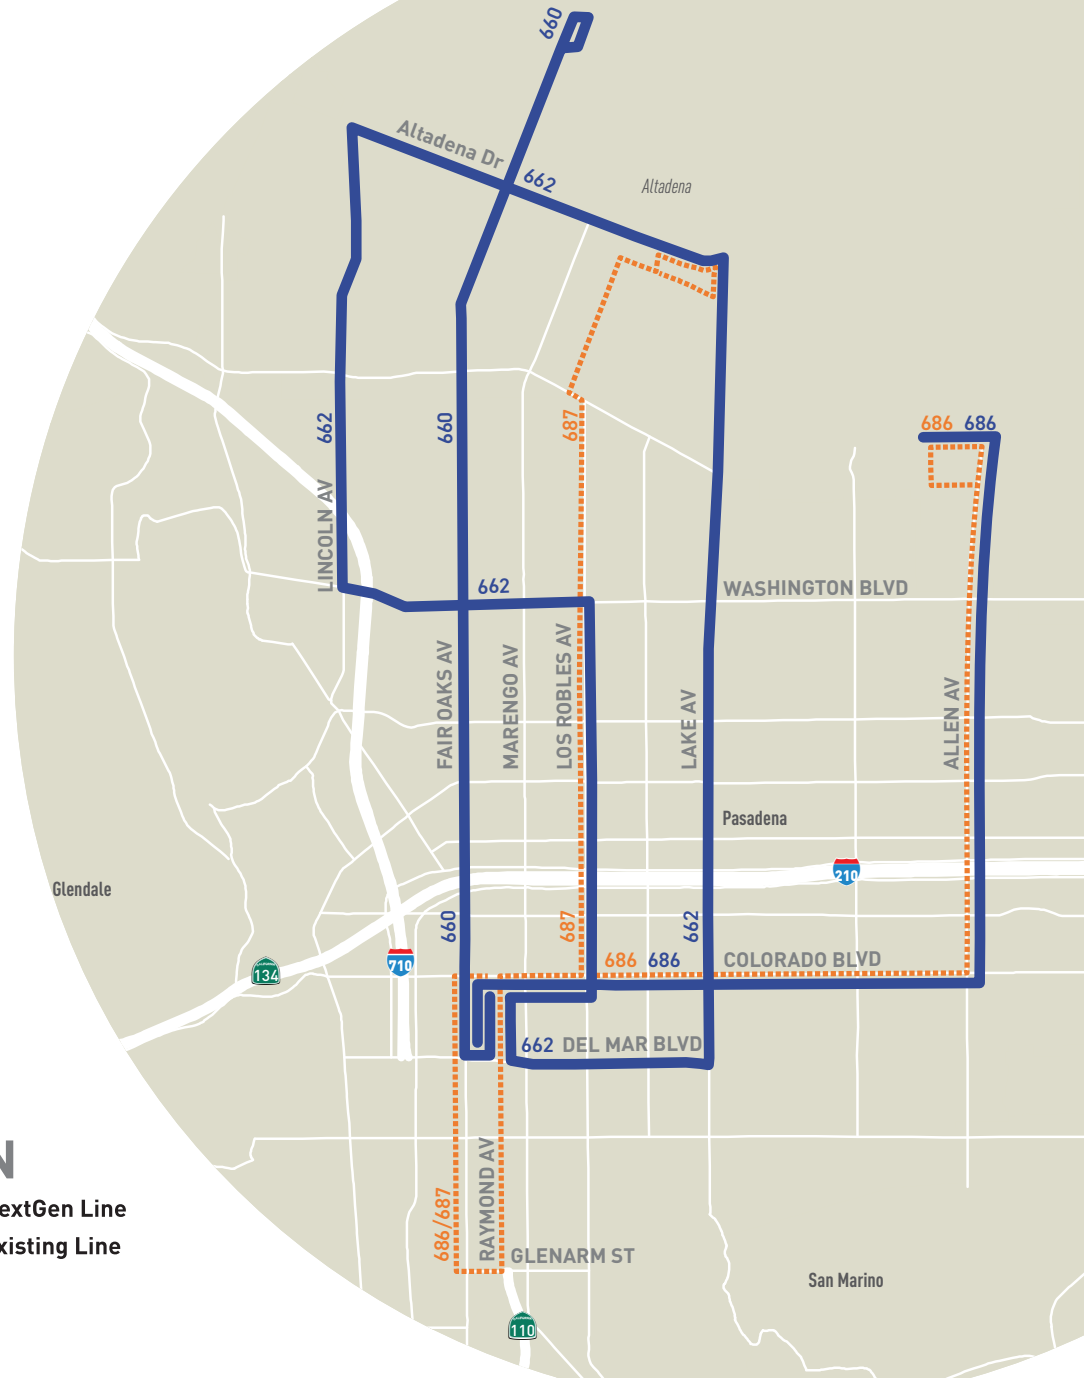 660
Altadena Dr
662
Altadena
662
660
687
686 686
LINCOLN AV
662
WASHINGTON BLVD
FAIR OAKS AV
MARENGO AV
LOS ROBLES AV
LAKE AV
ALLEN AV
Pasadena
210
Glendale
660
687
662
134
710
686 686
COLORADO BLVD
662 DEL MAR BLVD
N
extGen Line
xisting Line
686/687
RAYMOND AV
GLENARM ST
San Marino
110